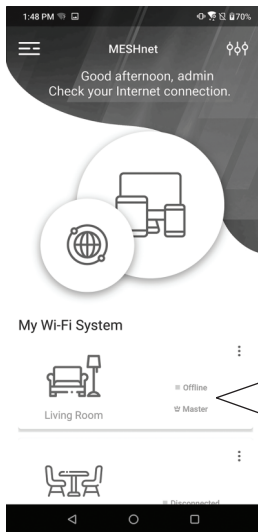 1:48 PM
70%
MESHnet
Good afternoon, admin
Check your Internet connection.
My Wi-Fi System
Offline
Master
Living Room
Disconnected